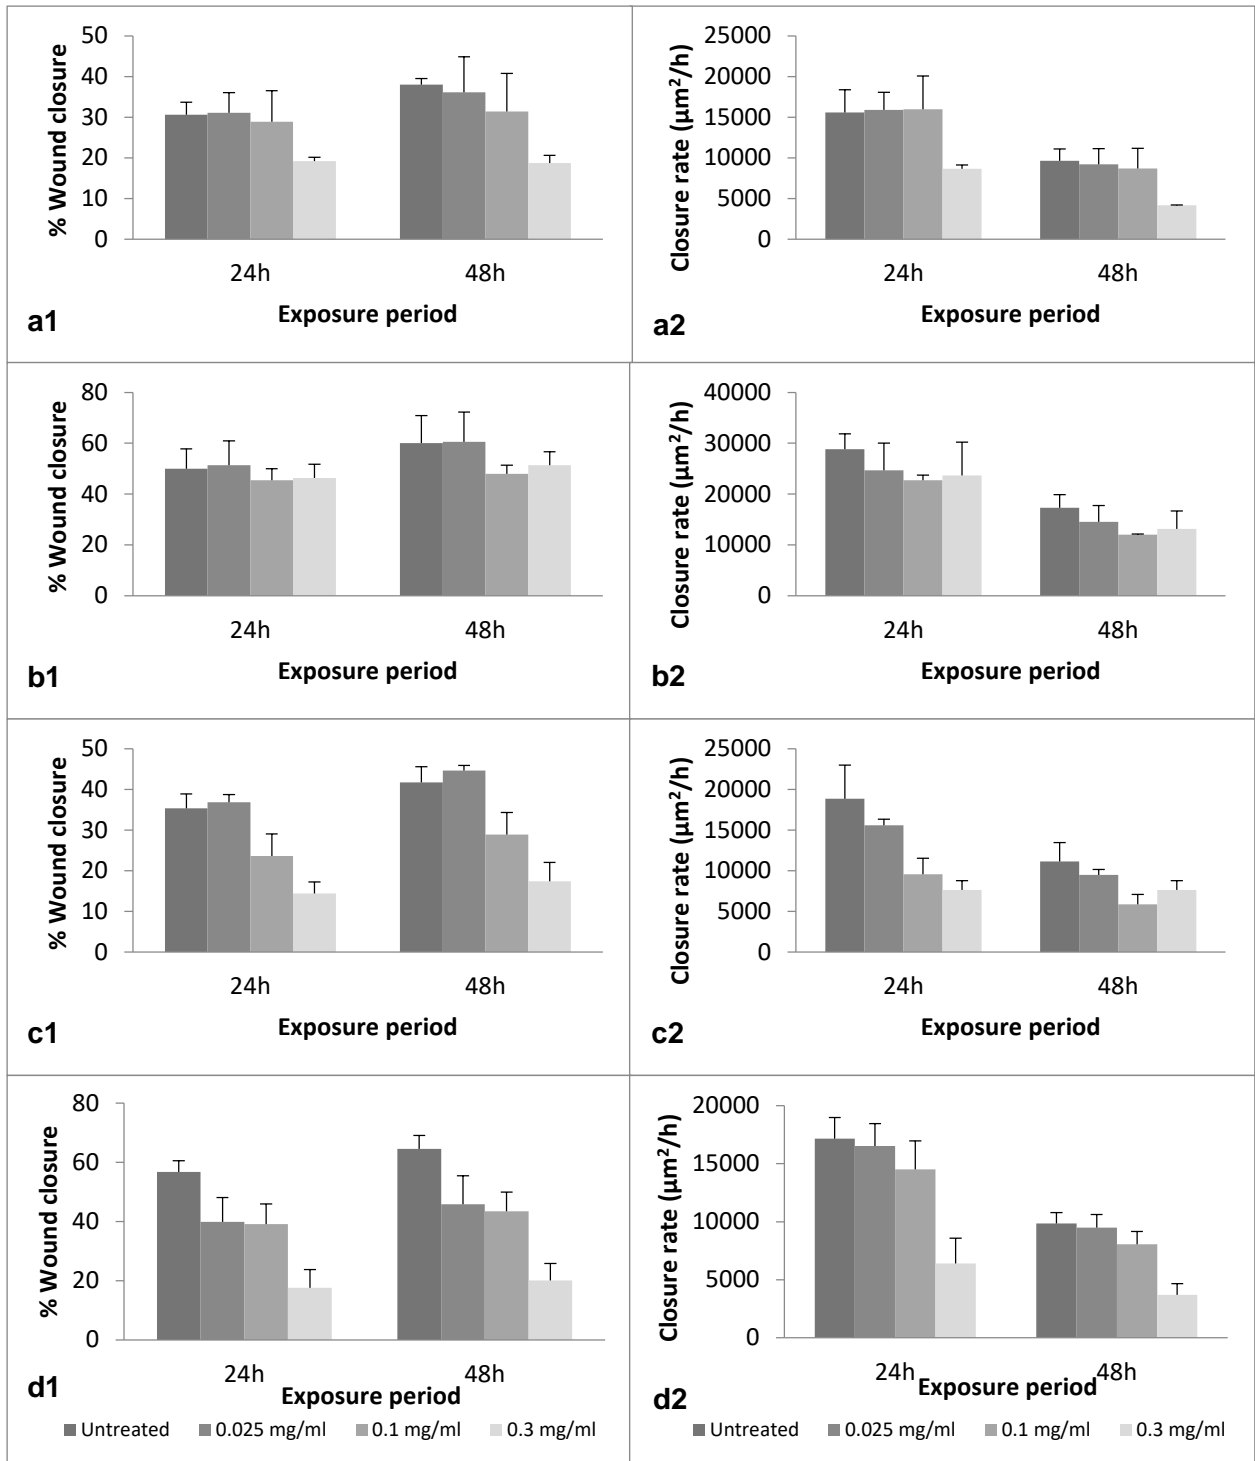 % Wound closure
50
40
30
20
10
0
24h
48h
Exposure period
a1
Closure rate (µm²/h)
25000
20000
15000
10000
5000
0
24h
48h
Exposure period
a2
% Wound closure
80
60
40
20
0
24h
48h
Exposure period
b1
Closure rate (µm²/h)
40000
30000
20000
10000
0
24h
48h
Exposure period
b2
% Wound closure
50
40
30
20
10
0
24h
48h
Exposure period
c1
Closure rate (µm²/h)
25000
20000
15000
10000
5000
0
24h
48h
Exposure period
c2
% Wound closure
80
60
40
20
0
24h
48h
Exposure period
d1
Untreated 0.025 mg/ml 0.1 mg/ml 0.3 mg/ml
Closure rate (µm²/h)
20000
15000
10000
5000
0
24h
48h
Exposure period
d2
Untreated 0.025 mg/ml 0.1 mg/ml 0.3 mg/ml